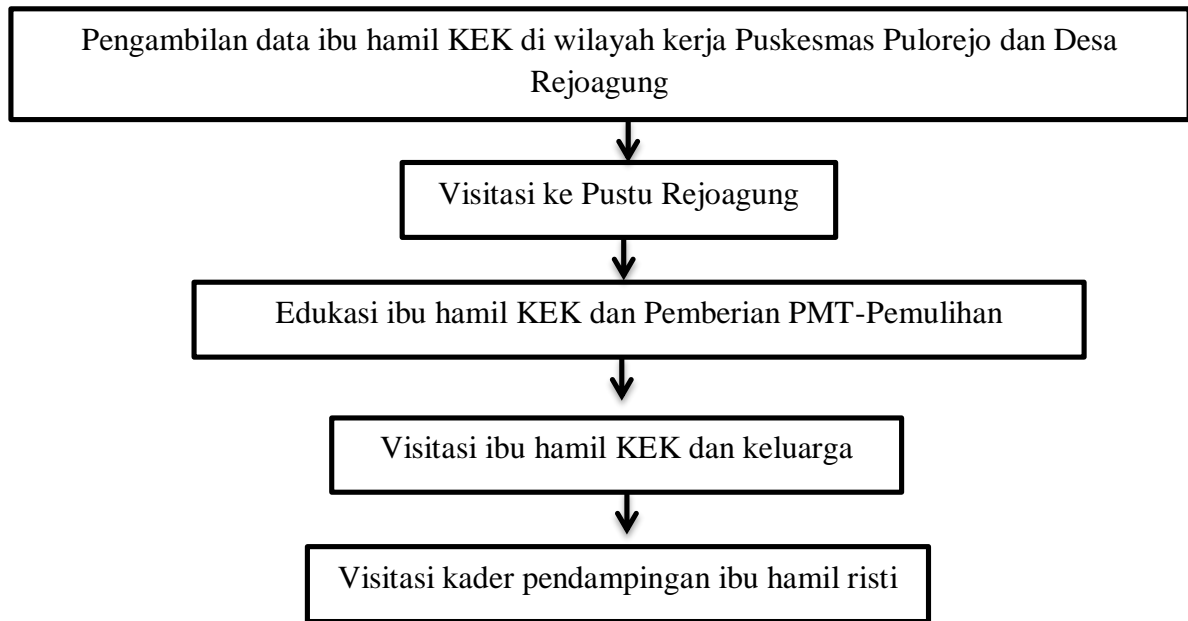 Pengambilan data ibu hamil KEK di wilayah kerja Puskesmas Pulorejo dan Desa
Rejoagung
Visitasi ke Pustu Rejoagung
Edukasi ibu hamil KEK dan Pemberian PMT-Pemulihan
Visitasi ibu hamil KEK dan keluarga
Visitasi kader pendampingan ibu hamil risti